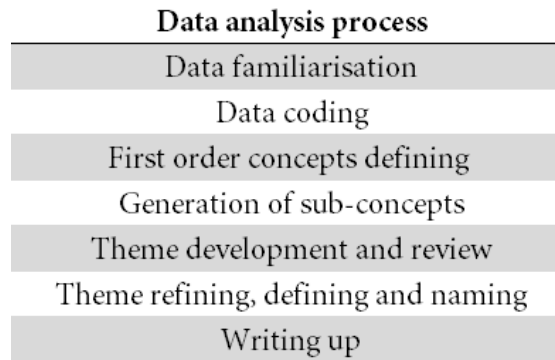 Data analysis process
Data familiarisation
Data coding
First order concepts defining
Generation of sub-concepts
Theme development and review
Theme refining, defining and naming
Writing up